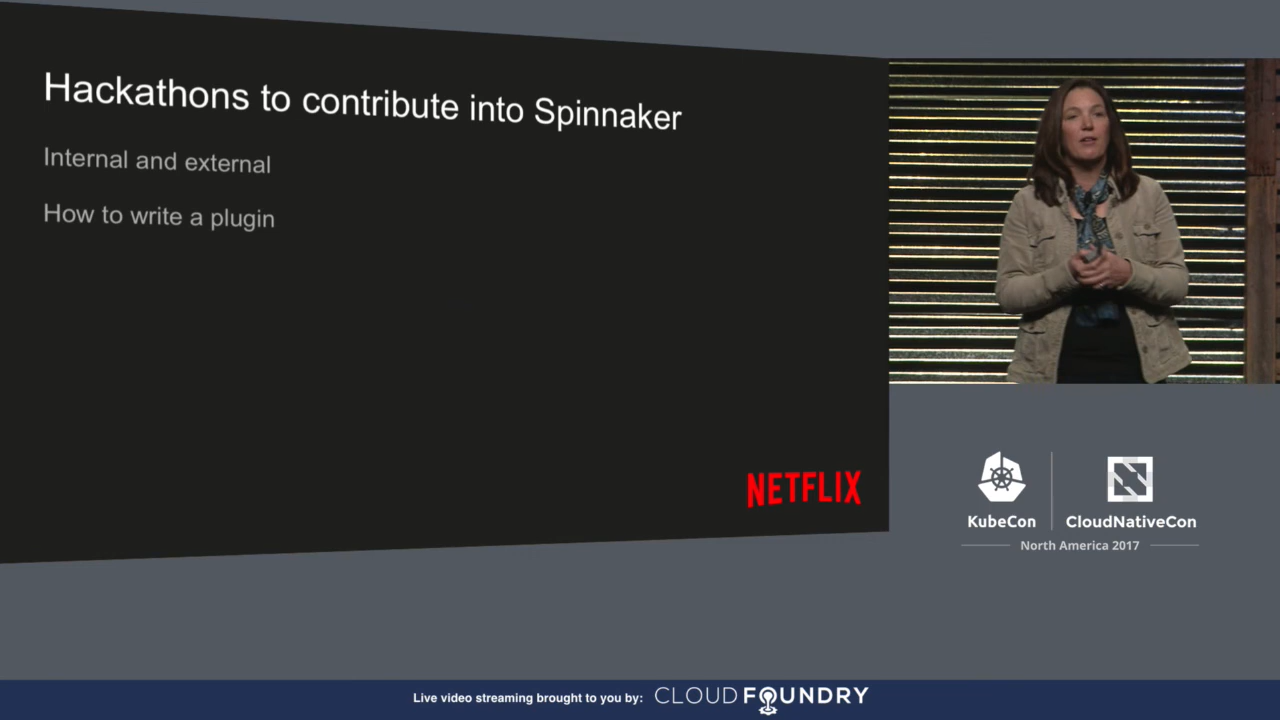 Hackathons to contribute into Spinnaker
Internal and external
How to write a plugin
NETFLIX
KubeCon
CloudNativeCon
North America 2017
Live video streaming brought to you by: CLOUD FOUNDRY